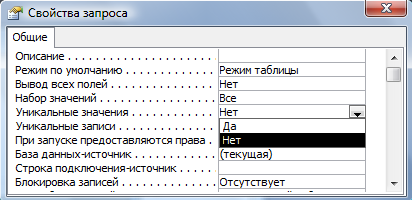 Свойства запроса
Общие
Описание
Режим по умолчанию Режим таблицы
Вывод всех полей Нет
Набор значений Все
Уникальные значения Нет
Уникальные записи Да
При запуске предоставляются права Нет
База данных-источник (текущая)
Строка подключения-источник
Блокировка записей Отсутствует